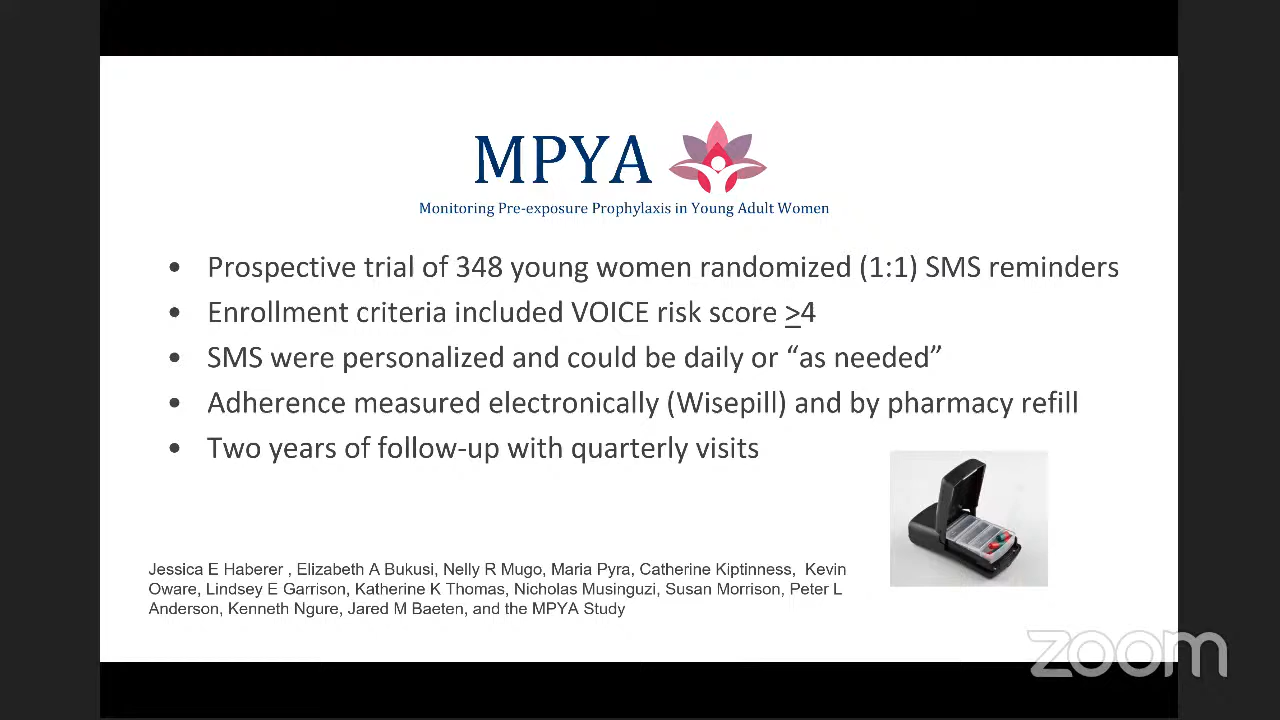 MPYA
Monitoring Pre-exposure Prophylaxis in Young Adult Women
• Prospective trial of 348 young women randomized (1:1) SMS reminders
• Enrollment criteria included VOICE risk score ≥4
• SMS were personalized and could be daily or “as needed”
• Adherence measured electronically (Wisepill) and by pharmacy refill
• Two years of follow-up with quarterly visits
Jessica E Haberer , Elizabeth A Bukusi, Nelly R Mugo, Maria Pyra, Catherine Kiptinness, Kevin
Oware, Lindsey E Garrison, Katherine K Thomas, Nicholas Musinguzi, Susan Morrison, Peter L
Anderson, Kenneth Ngure, Jared M Baeten, and the MPYA Study
zoom